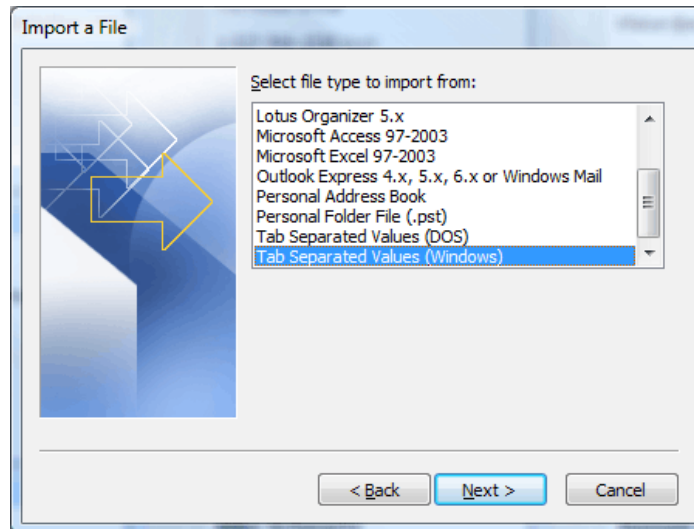 Import a File
Select file type to import from:
Lotus Organizer 5.x
Microsoft Access 97-2003
Microsoft Excel 97-2003
Outlook Express 4.x, 5.x, 6.x or Windows Mail
Personal Address Book
Personal Folder File (.pst)
Tab Separated Values (DOS)
Tab Separated Values (Windows)
< Back Next > Cancel